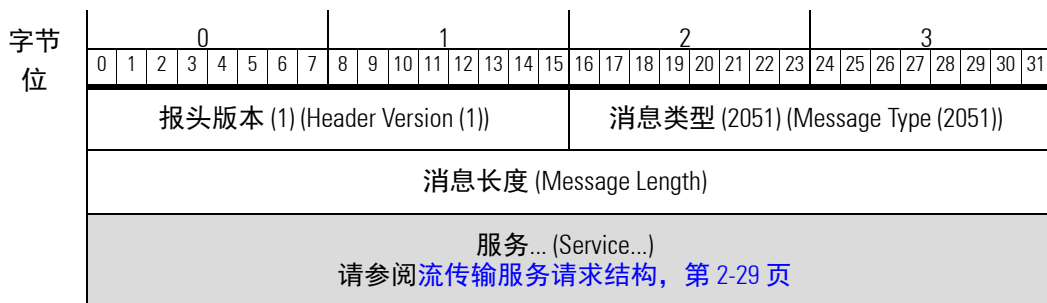 字节 0 1 2 3
位 0 1 2 3 4 5 6 7 8 9 10 11 12 13 14 15 16 17 18 19 20 21 22 23 24 25 26 27 28 29 30 31
报头版本 (1) (Header Version (1)) 消息类型 (2051) (Message Type (2051))
消息长度 (Message Length)
服务... (Service...)
请参阅流传输服务请求结构，第 2-29 页